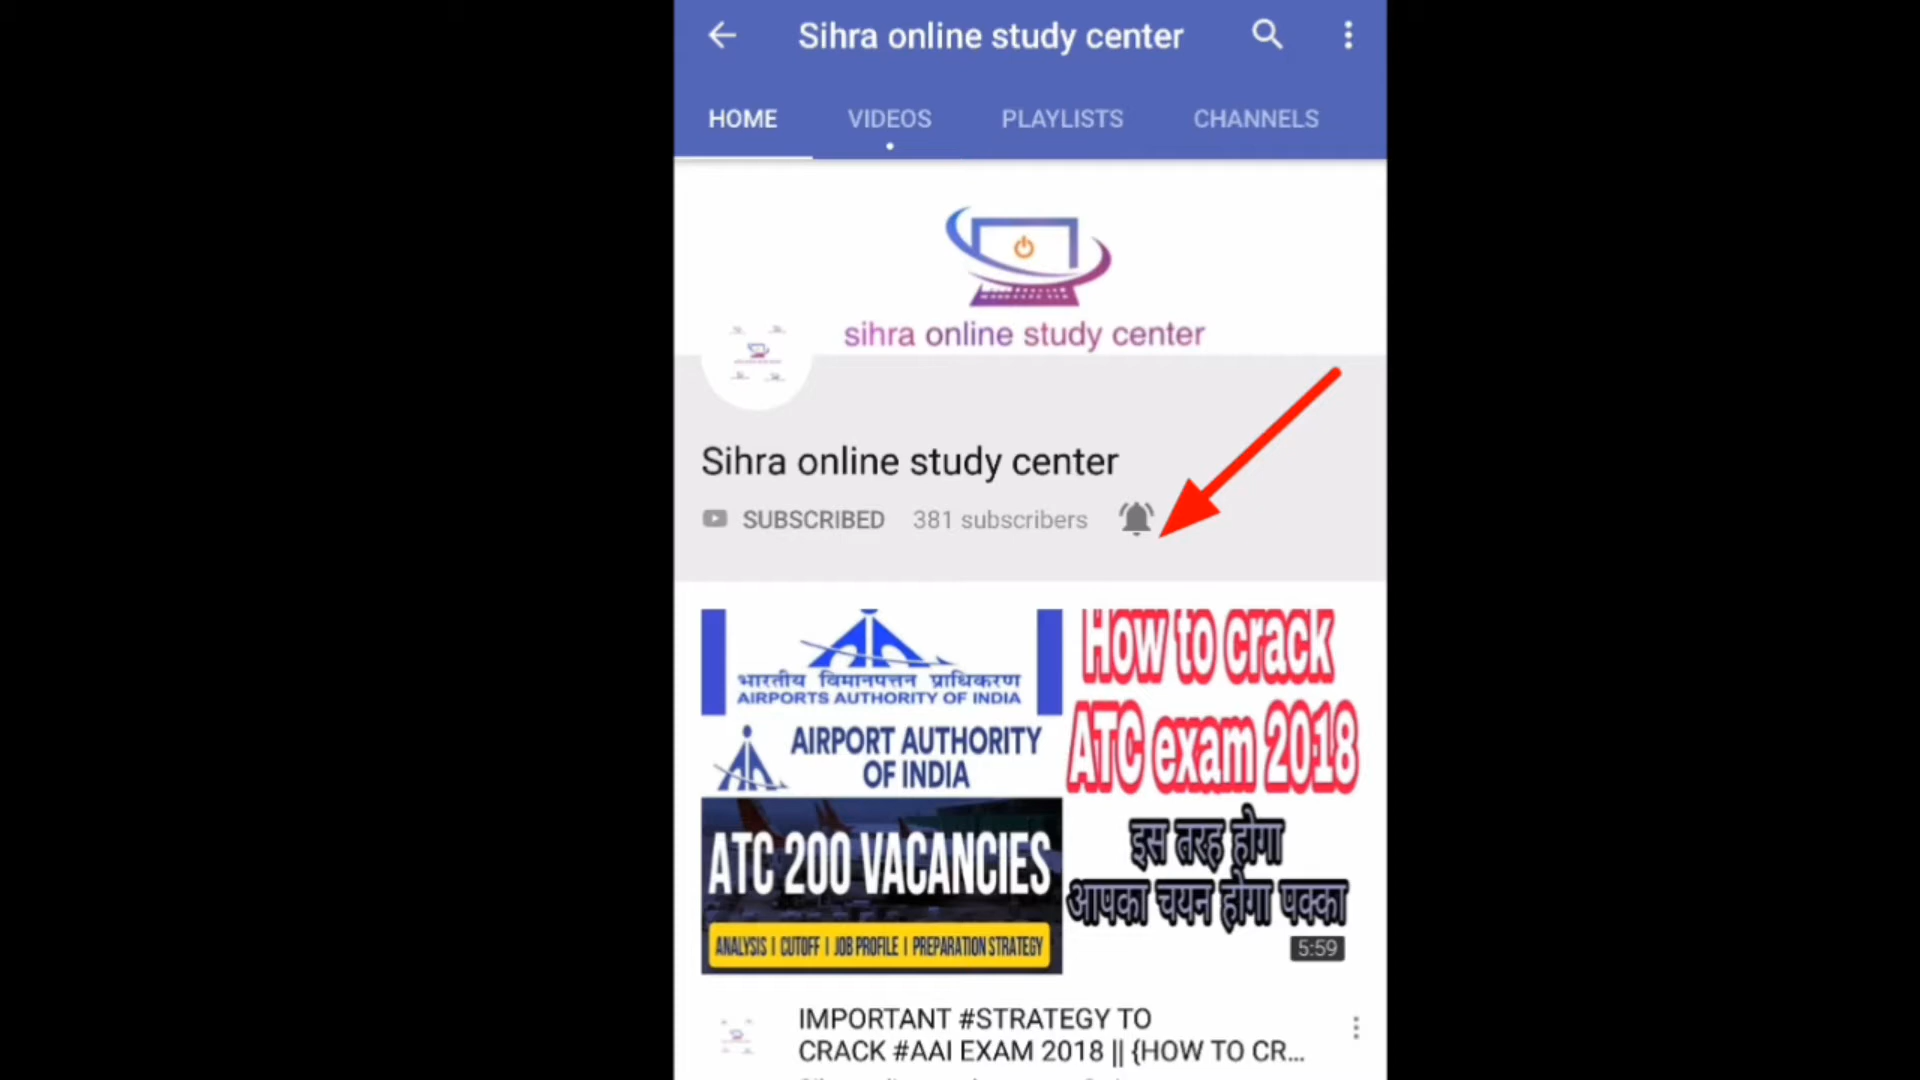 Sihra online study center
HOME VIDEOS PLAYLISTS CHANNELS
sihra online study center
Sihra online study center
SUBSCRIBED 381 subscribers
भारतीय विमानपत्तन प्राधिकरण
AIRPORTS AUTHORITY OF INDIA
AIRPORT AUTHORITY
OF INDIA
ATC 200 VACANCIES
ANALYSIS | CUTOFF | JOB PROFILE | PREPARATION STRATEGY
How to crack
ATC exam 2018
इस तरह होगा
आपका चयन होगा पक्का
5:59
IMPORTANT #STRATEGY TO
CRACK #AAI EXAM 2018 || {HOW TO CR...